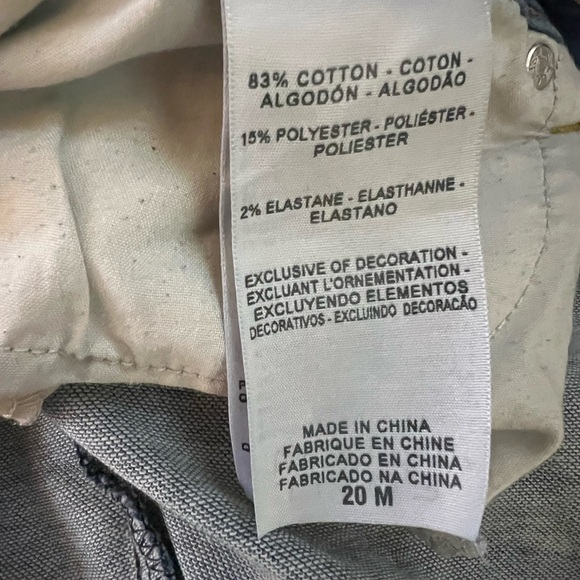 83% COTTON - COTON -
ALGODÓN - ALGODÃO
15% POLYESTER - POLIÉSTER -
POLIESTER
2% ELASTANE - ELASTHANNE -
ELASTANO
EXCLUSIVE OF DECORATION -
EXCLUANT L'ORNEMENTATION -
EXCLUYENDO ELEMENTOS
DECORATIVOS - EXCLUINDO DECORACÃO
MADE IN CHINA
FABRIQUE EN CHINE
FABRICADO EN CHINA
FABRICADO NA CHINA
20 M